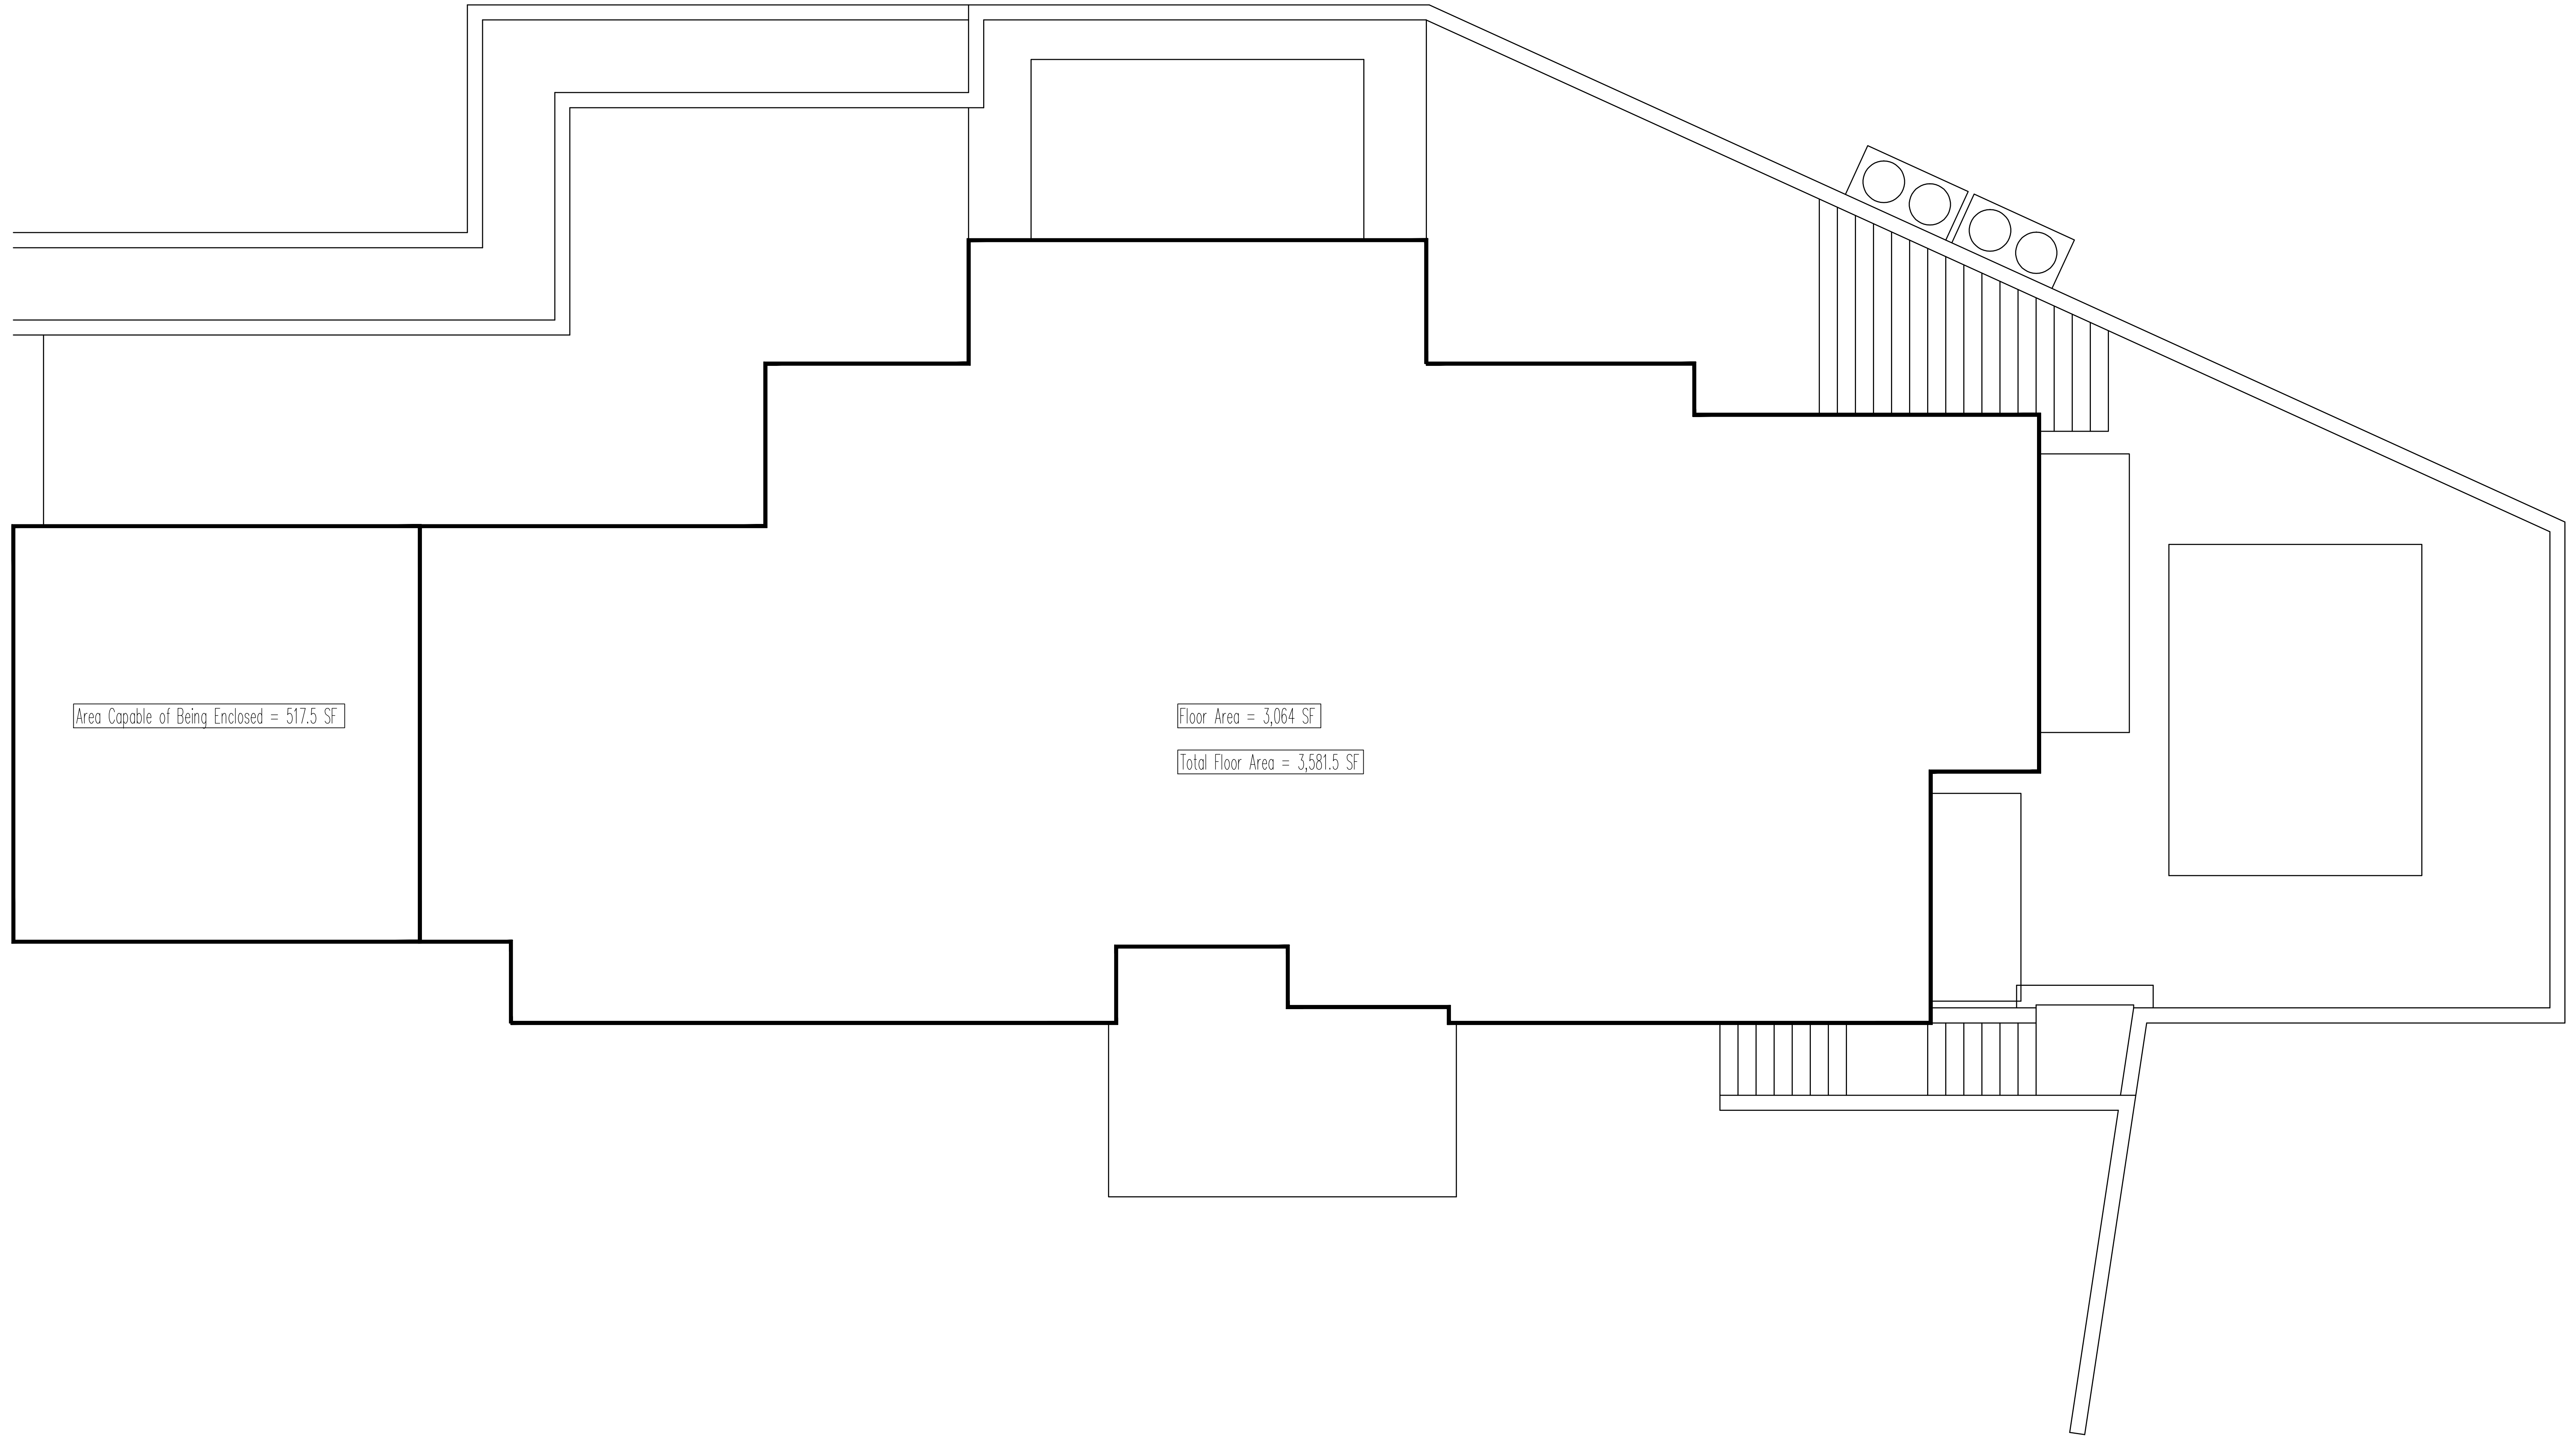 Area Capable of Being Enclosed = 517.5 SF
Floor Area = 3,064 SF
Total Floor Area = 3,581.5 SF